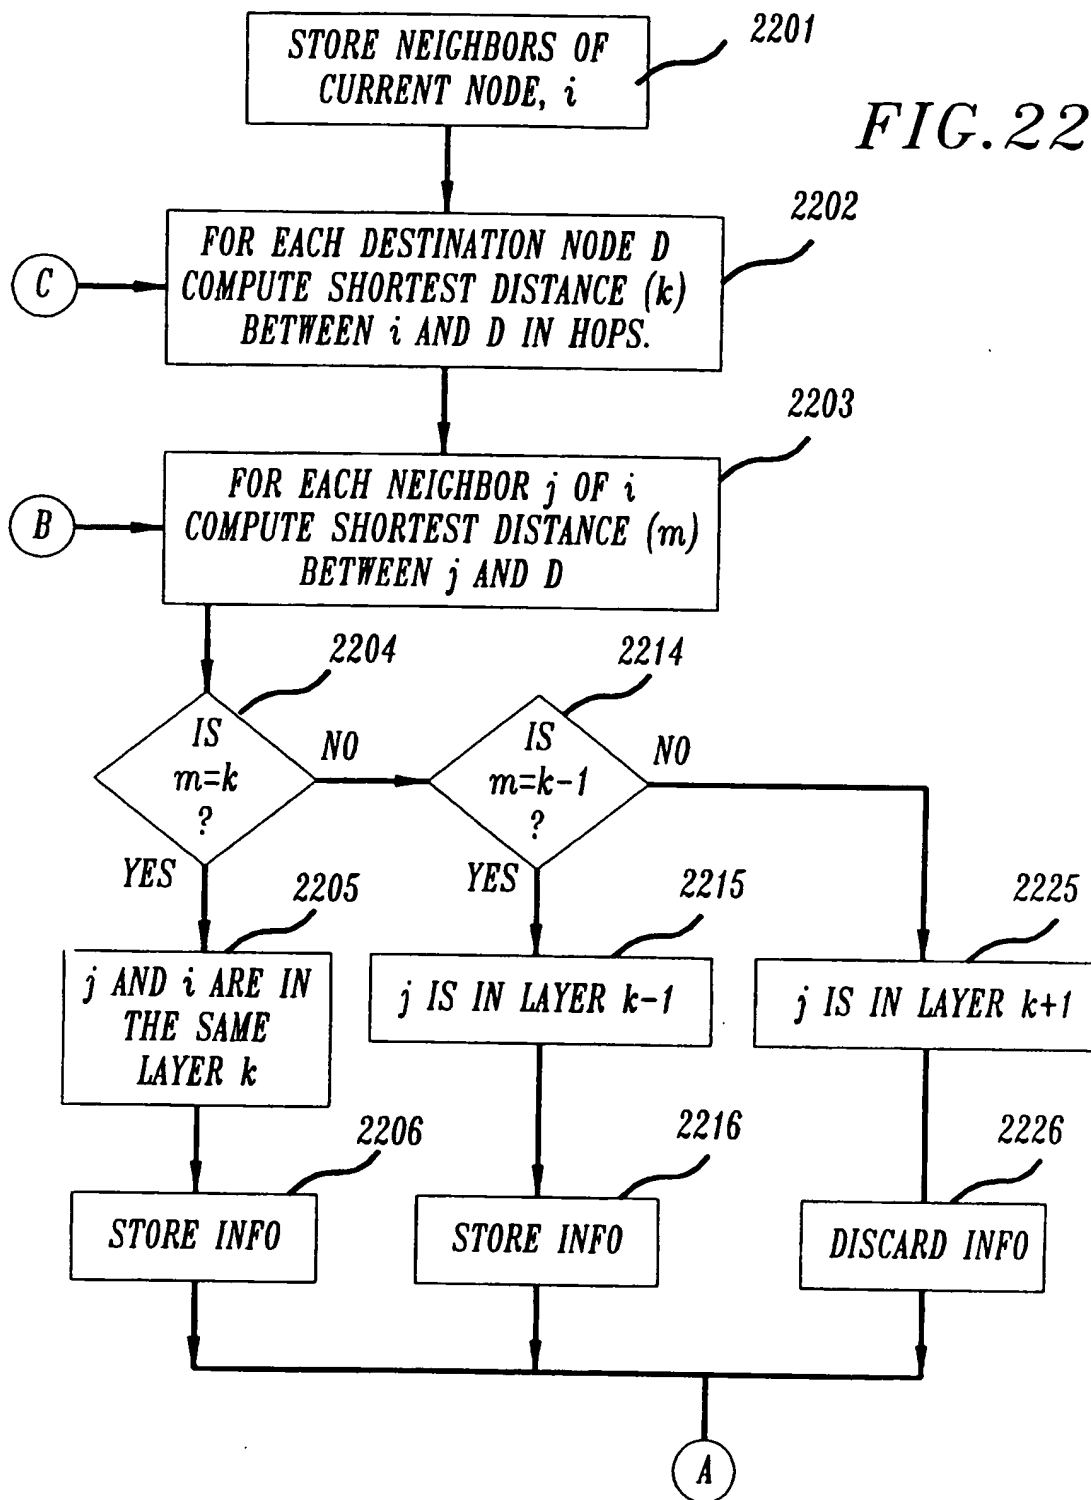 2201
STORE NEIGHBORS OF
CURRENT NODE, i
FIG.22
2202
FOR EACH DESTINATION NODE D
COMPUTE SHORTEST DISTANCE (k)
BETWEEN i AND D IN HOPS.
C
2203
FOR EACH NEIGHBOR j OF i
COMPUTE SHORTEST DISTANCE (m)
BETWEEN j AND D
B
2204
IS
m=k
?
NO
YES
2214
IS
m=k-1
?
NO
YES
2205
j AND i ARE IN
THE SAME
LAYER k
2215
j IS IN LAYER k-1
2225
j IS IN LAYER k+1
2206
STORE INFO
2216
STORE INFO
2226
DISCARD INFO
A